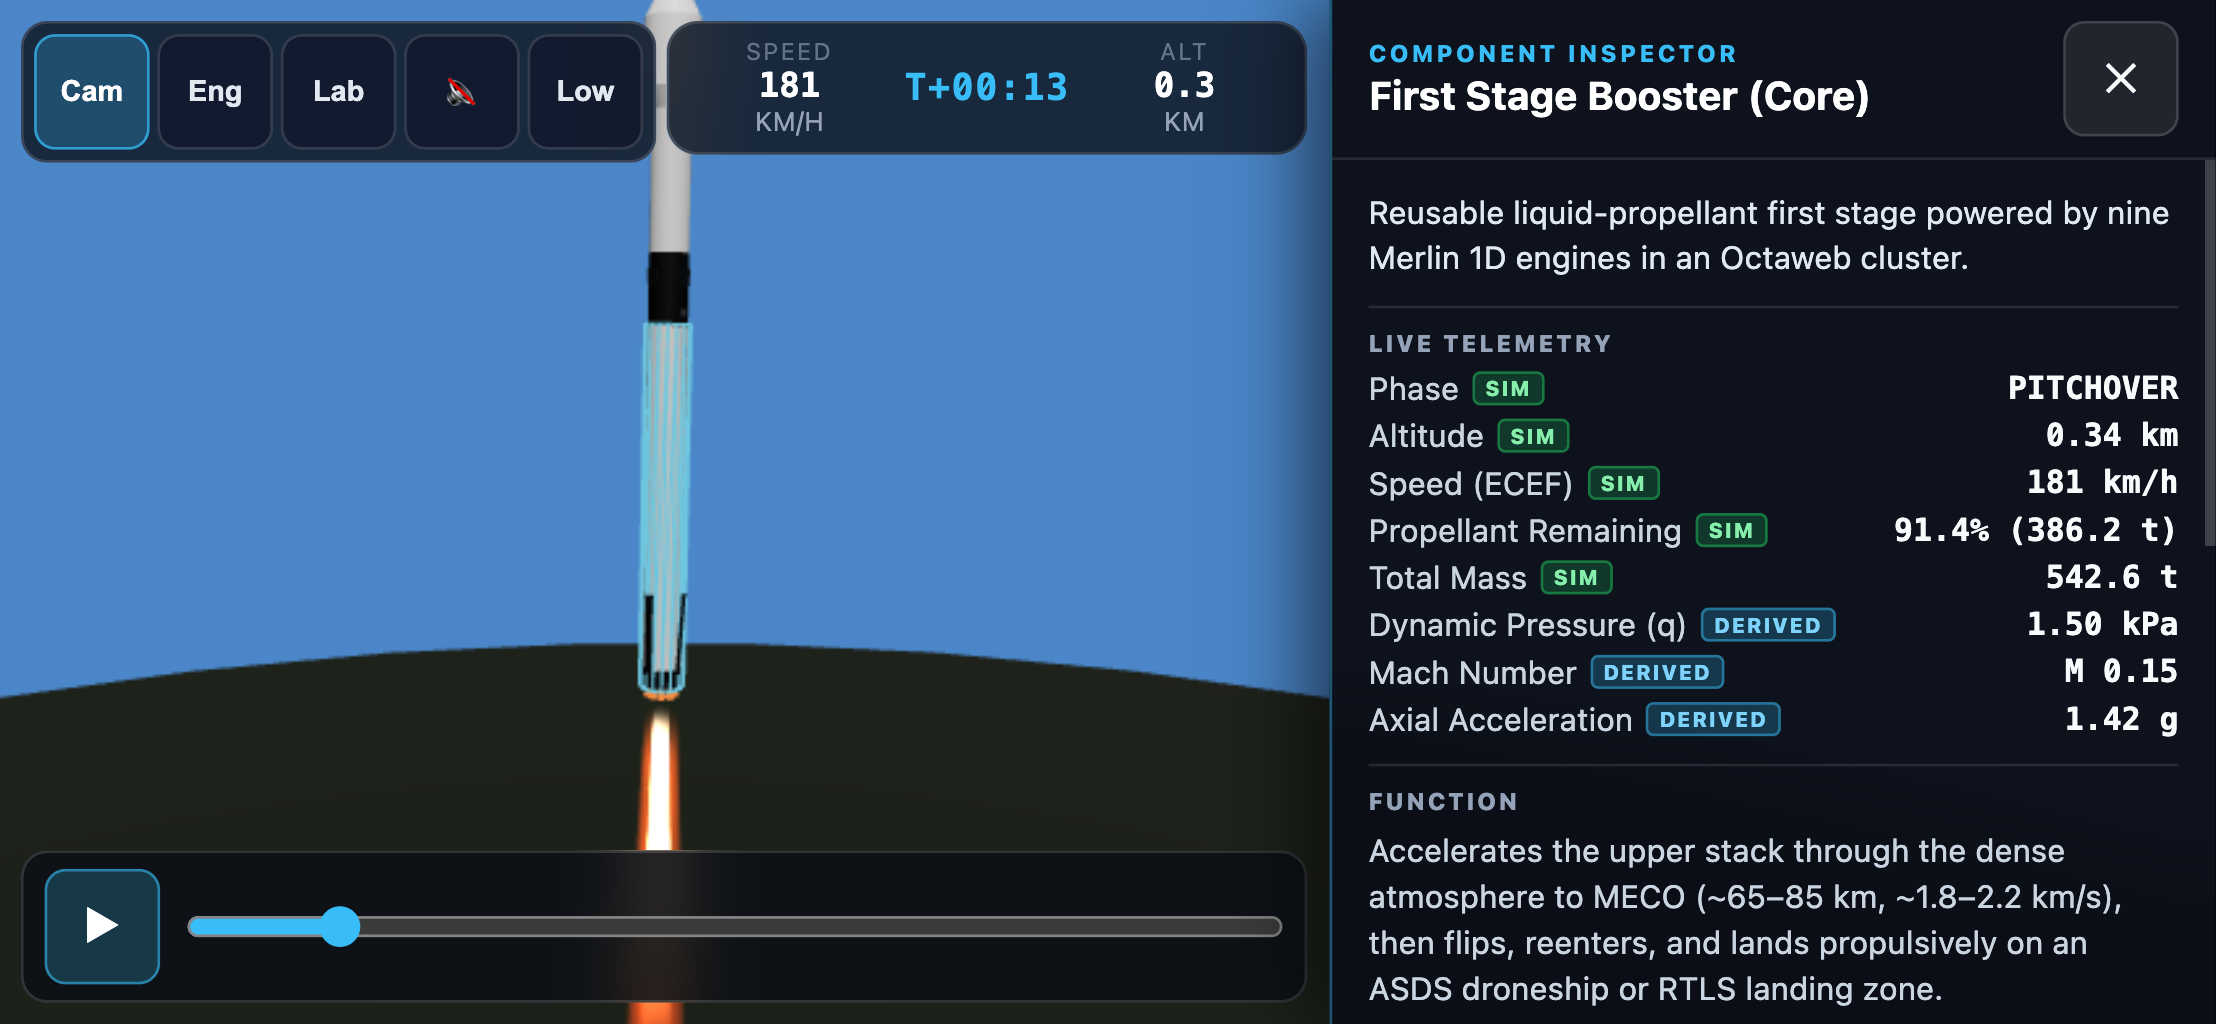 Cam
Eng
Lab
Low
SPEED
181
KM/H
T+00:13
ALT
0.3
KM
COMPONENT INSPECTOR
First Stage Booster (Core)
Reusable liquid-propellant first stage powered by nine
Merlin 1D engines in an Octaweb cluster.
LIVE TELEMETRY
Phase SIM PITCHOVER
Altitude SIM 0.34 km
Speed (ECEF) SIM 181 km/h
Propellant Remaining SIM 91.4% (386.2 t)
Total Mass SIM 542.6 t
Dynamic Pressure (q) DERIVED 1.50 kPa
Mach Number DERIVED M 0.15
Axial Acceleration DERIVED 1.42 g
FUNCTION
Accelerates the upper stack through the dense
atmosphere to MECO (~65–85 km, ~1.8–2.2 km/s),
then flips, reenters, and lands propulsively on an
ASDS droneship or RTLS landing zone.